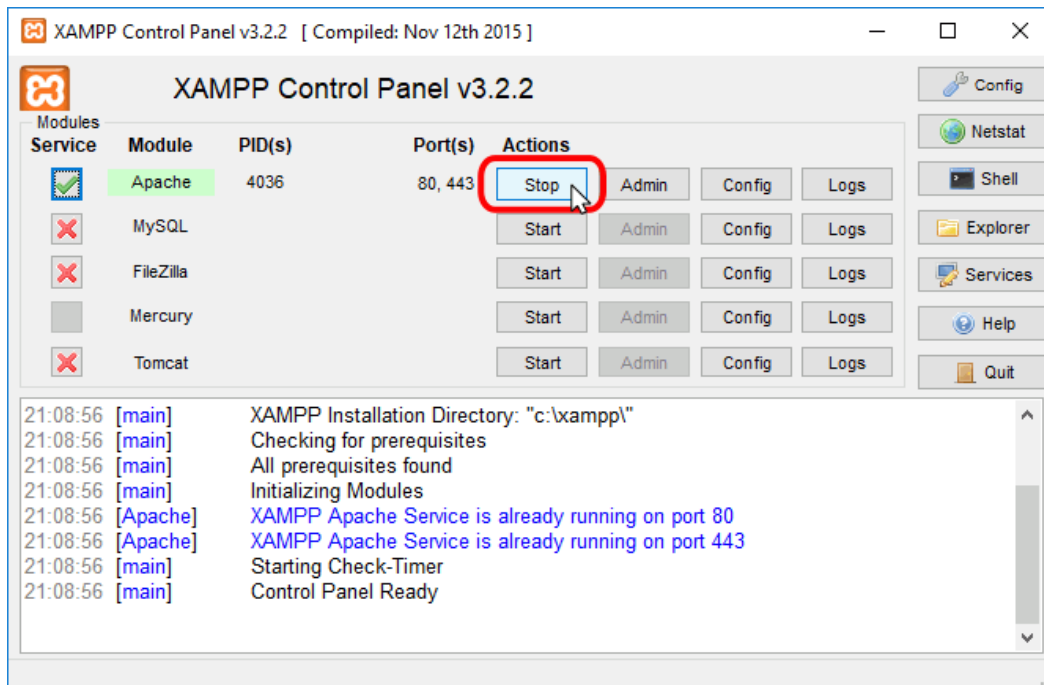 XAMPP Control Panel v3.2.2 [ Compiled: Nov 12th 2015 ]
XAMPP Control Panel v3.2.2
Config
Modules
Netstat
Service Module PID(s) Port(s) Actions
Apache 4036 80, 443 Stop Admin Config Logs
Shell
MySQL Start Admin Config Logs
Explorer
FileZilla Start Admin Config Logs
Services
Mercury Start Admin Config Logs
Help
Tomcat Start Admin Config Logs
Quit
21:08:56 [main] XAMPP Installation Directory: "c:\xampp\"
21:08:56 [main] Checking for prerequisites
21:08:56 [main] All prerequisites found
21:08:56 [main] Initializing Modules
21:08:56 [Apache] XAMPP Apache Service is already running on port 80
21:08:56 [Apache] XAMPP Apache Service is already running on port 443
21:08:56 [main] Starting Check-Timer
21:08:56 [main] Control Panel Ready